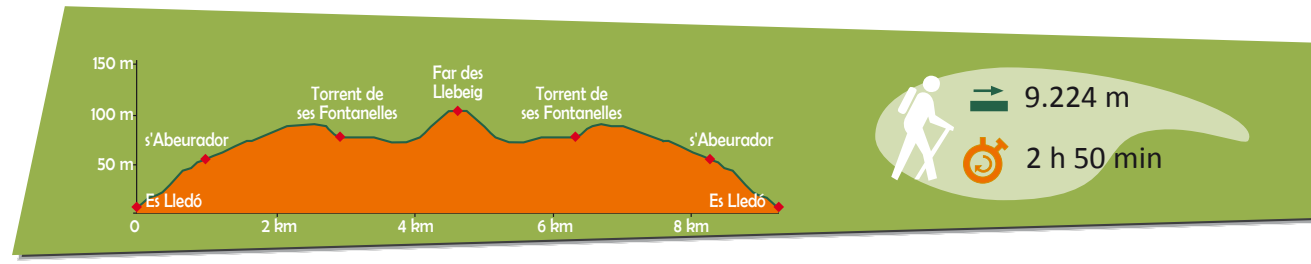 150 m
100 m
50 m
Es Lledó
s'Abeurador
Torrent de
ses Fontanelles
Far des
Llebeig
Torrent de
ses Fontanelles
s'Abeurador
Es Lledó
0
2 km
4 km
6 km
8 km
9.224 m
2 h 50 min